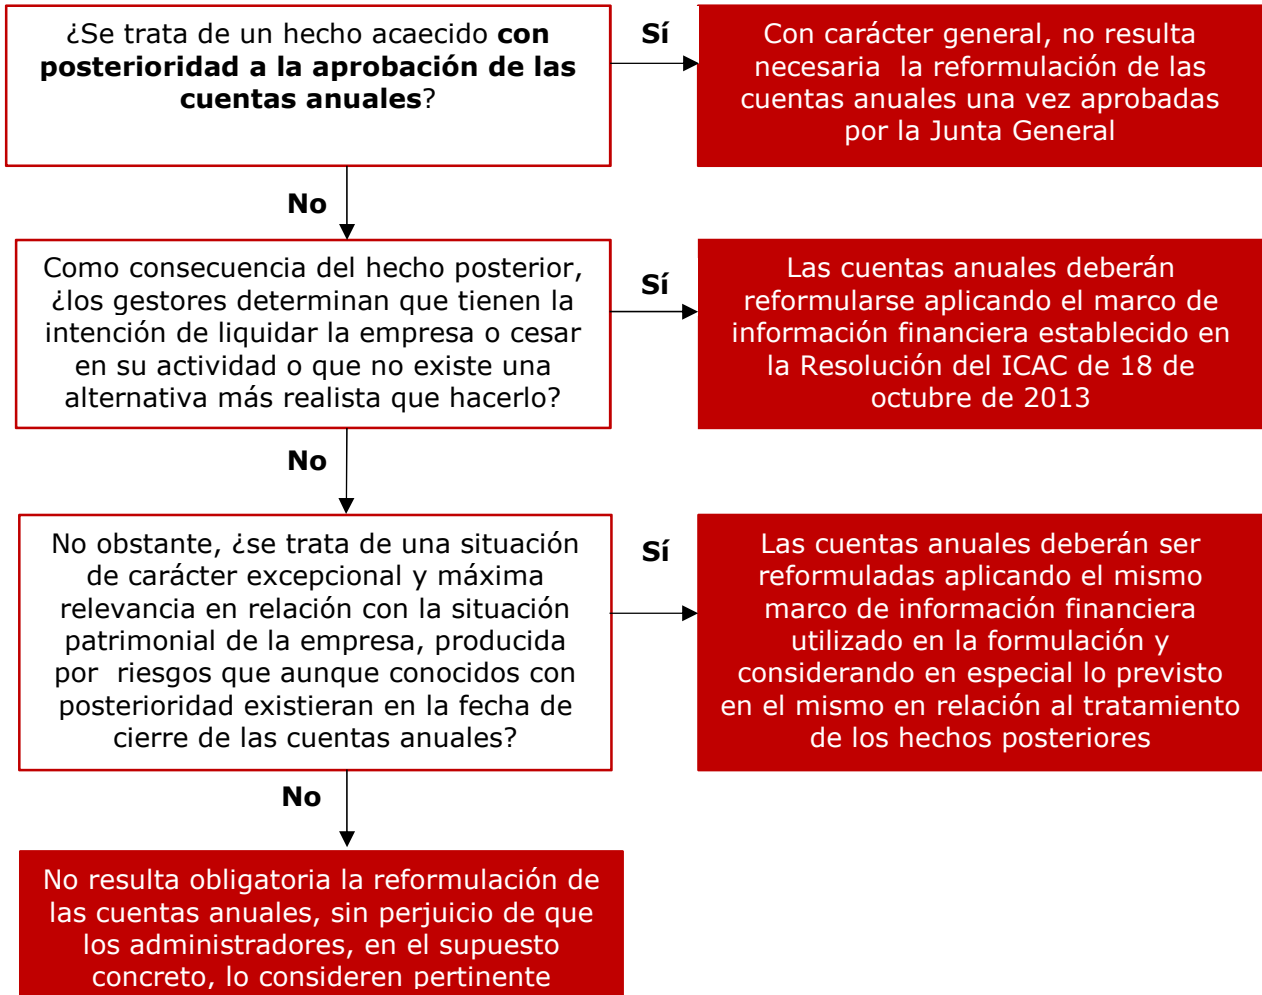 ¿Se trata de un hecho acaecido con
posterioridad a la aprobación de las
cuentas anuales?
Sí
Con carácter general, no resulta
necesaria  la reformulación de las
cuentas anuales una vez aprobadas
por la Junta General
No
Como consecuencia del hecho posterior,
¿los gestores determinan que tienen la
intención de liquidar la empresa o cesar
en su actividad o que no existe una
alternativa más realista que hacerlo?
Sí
Las cuentas anuales deberán
reformularse aplicando el marco de
información financiera establecido en
la Resolución del ICAC de 18 de
octubre de 2013
No
No obstante, ¿se trata de una situación
de carácter excepcional y máxima
relevancia en relación con la situación
patrimonial de la empresa, producida
por  riesgos que aunque conocidos con
posterioridad existieran en la fecha de
cierre de las cuentas anuales?
Sí
Las cuentas anuales deberán ser
reformuladas aplicando el mismo
marco de información financiera
utilizado en la formulación y
considerando en especial lo previsto
en el mismo en relación al tratamiento
de los hechos posteriores
No
No resulta obligatoria la reformulación de
las cuentas anuales, sin perjuicio de que
los administradores, en el supuesto
concreto, lo consideren pertinente